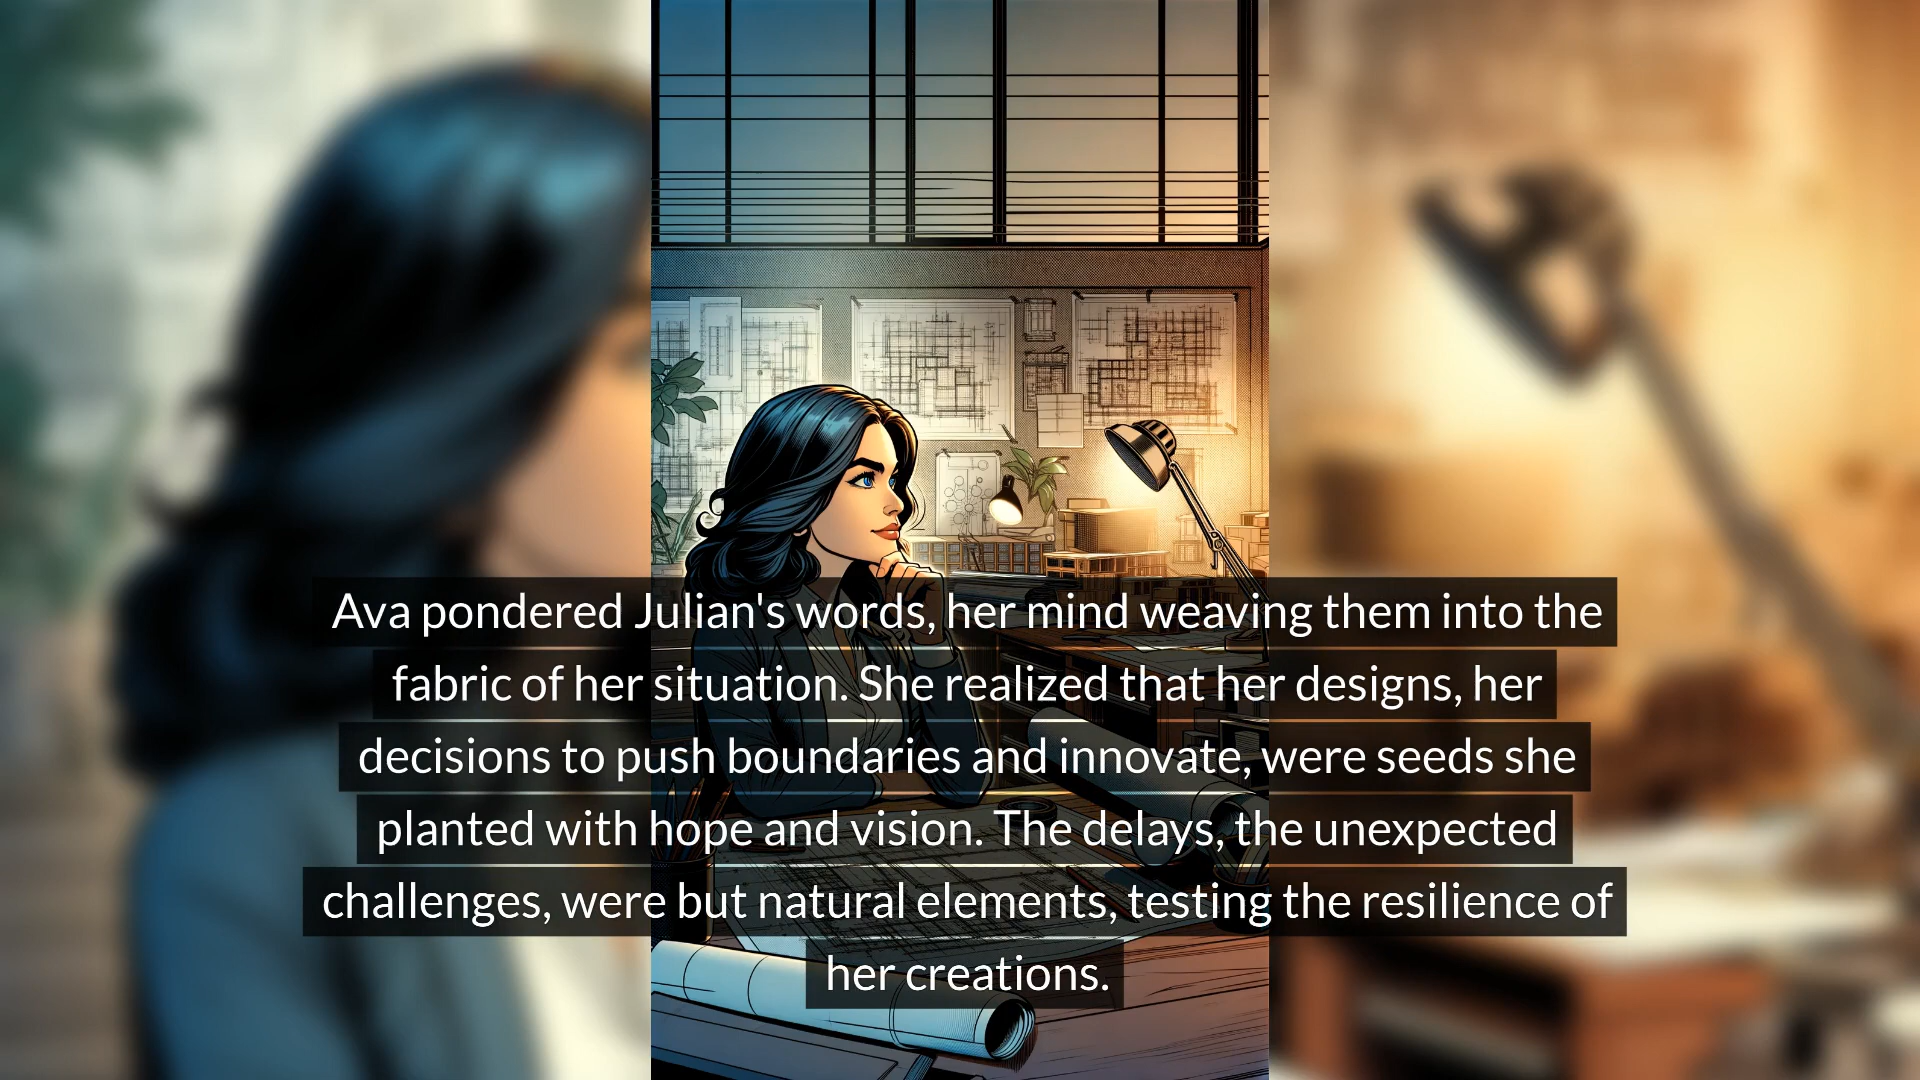 Ava pondered Julian's words, her mind weaving them into the
fabric of her situation. She realized that her designs, her
decisions to push boundaries and innovate, were seeds she
planted with hope and vision. The delays, the unexpected
challenges, were but natural elements, testing the resilience of
her creations.